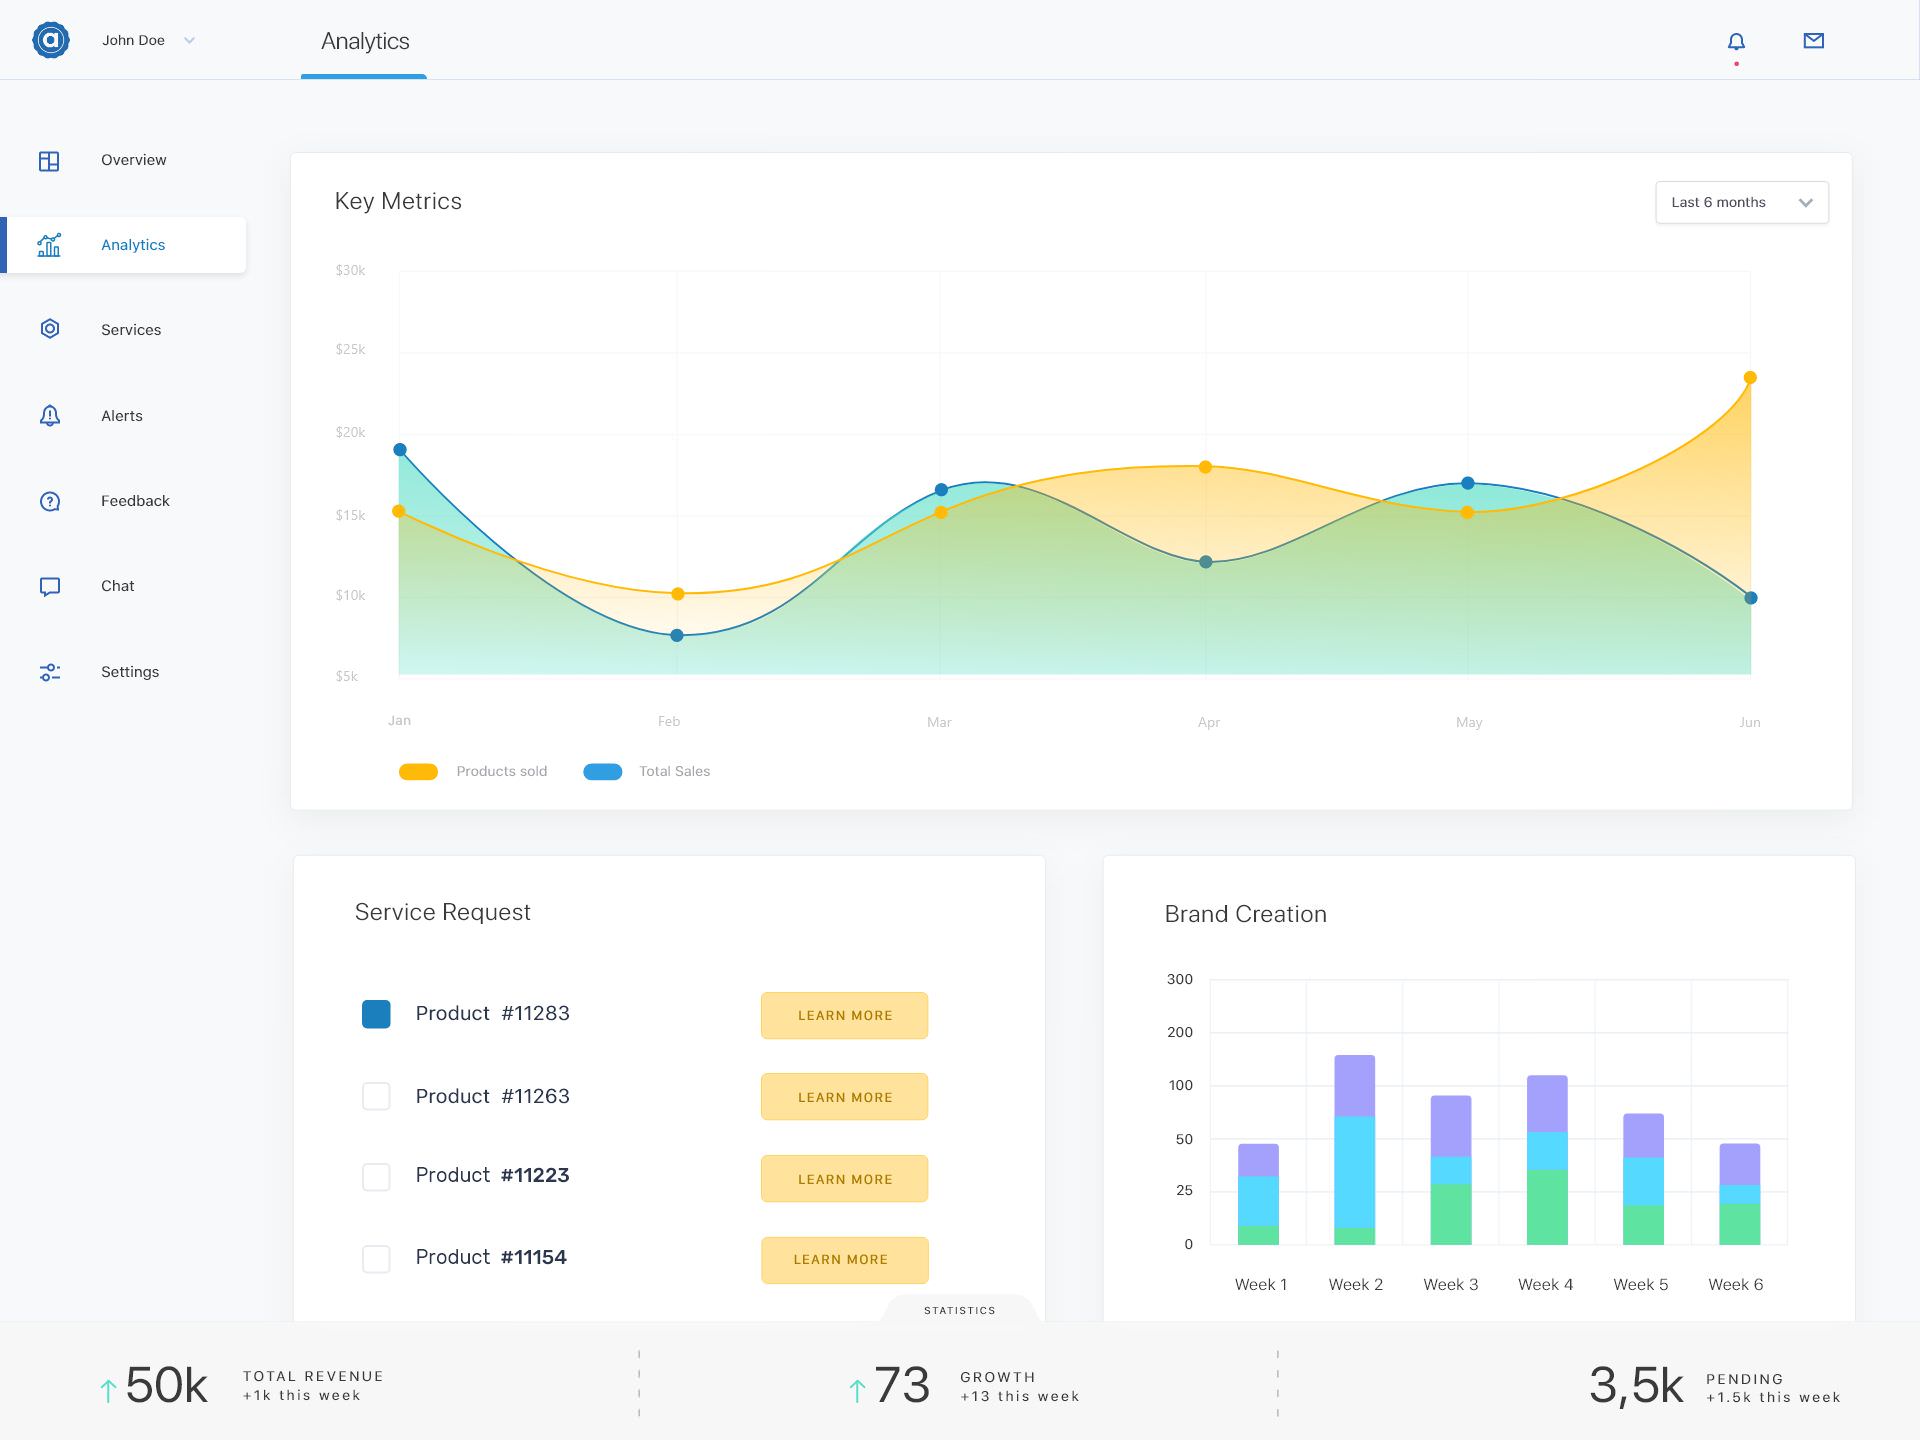 John Doe
Analytics
Overview
Analytics
Services
Alerts
Feedback
Chat
Settings
Key Metrics
Last 6 months
$30k
$25k
$20k
$15k
$10k
$5k
Jan Feb Mar Apr May Jun
Products sold Total Sales
Service Request
Product #11283 LEARN MORE
Product #11263 LEARN MORE
Product #11223 LEARN MORE
Product #11154 LEARN MORE
Brand Creation
300
200
100
50
25
0
Week 1 Week 2 Week 3 Week 4 Week 5 Week 6
STATISTICS
50k
TOTAL REVENUE
+1k this week
73
GROWTH
+13 this week
3,5k
PENDING
+1.5k this week